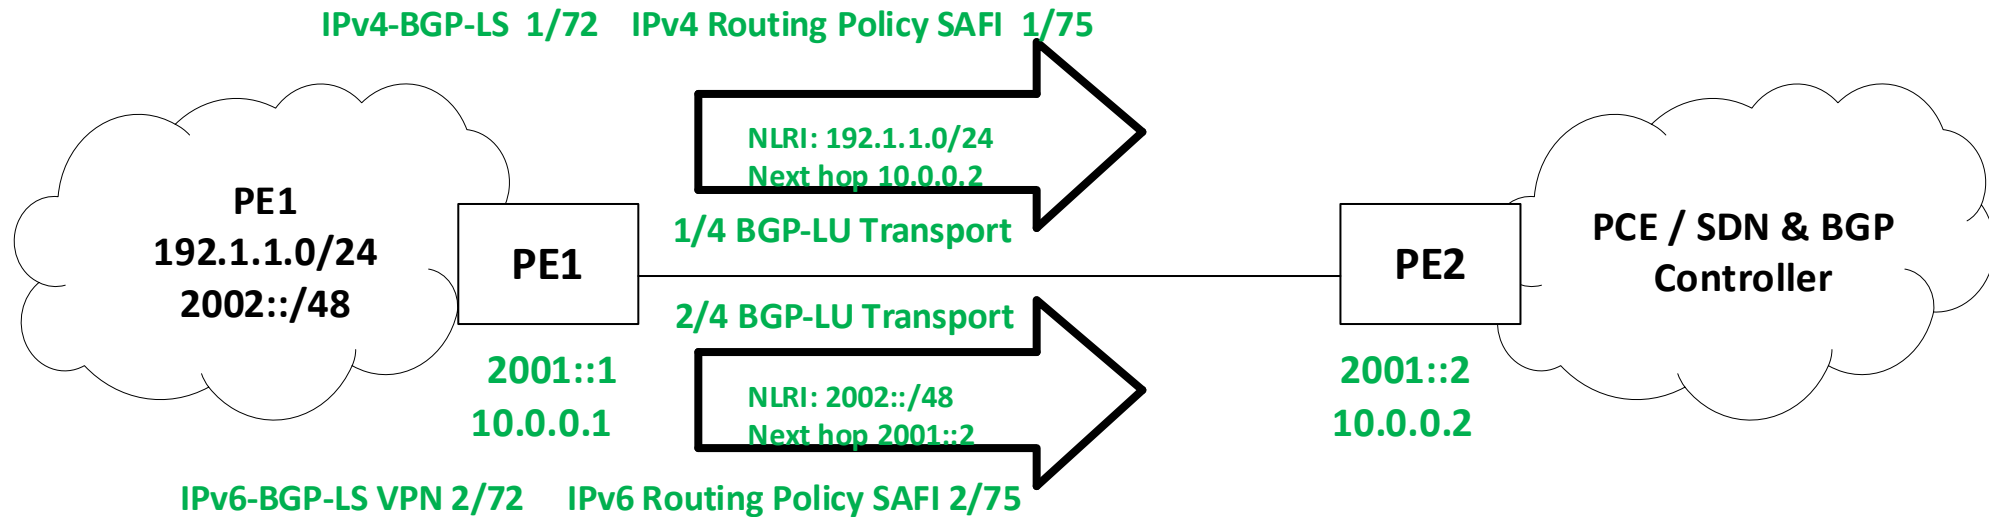 IPv4-BGP-LS  1/72    IPv4 Routing Policy SAFI  1/75
NLRI: 192.1.1.0/24
Next hop 10.0.0.2
PE1
192.1.1.0/24
2002::/48
PE1
1/4 BGP-LU Transport
PE2
PCE / SDN & BGP
Controller
2/4 BGP-LU Transport
2001::1
10.0.0.1
NLRI: 2002::/48
Next hop 2001::2
2001::2
10.0.0.2
IPv6-BGP-LS VPN 2/72    IPv6 Routing Policy SAFI 2/75